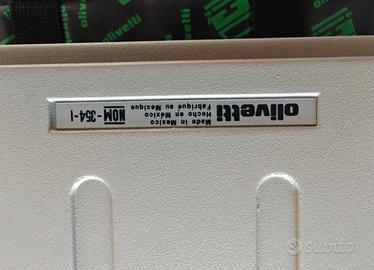 olivetti
olivetti
olivetti
Made in Mexico
Hecho en México
Fabriqué au Mexique
NOM - 354-I
subito